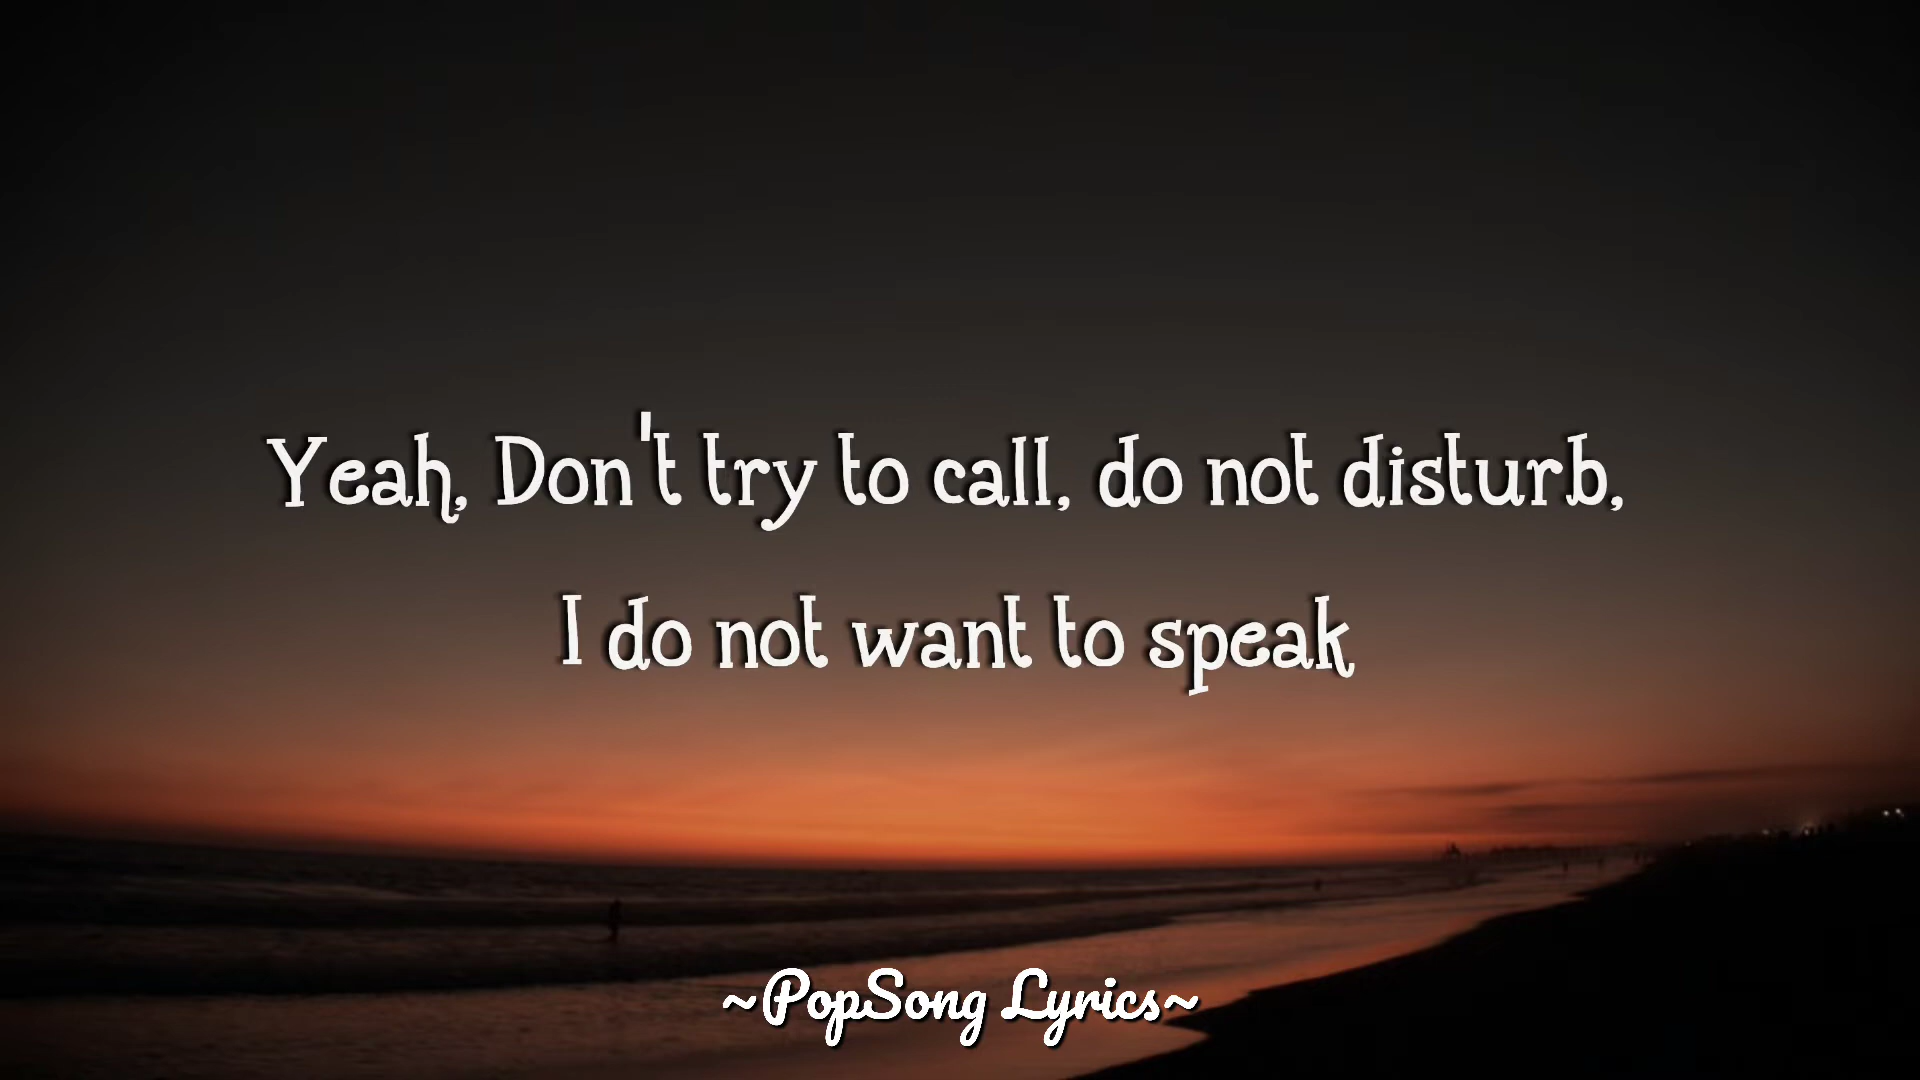 Yeah, Don't try to call, do not disturb,
I do not want to speak
~PopSong Lyrics~